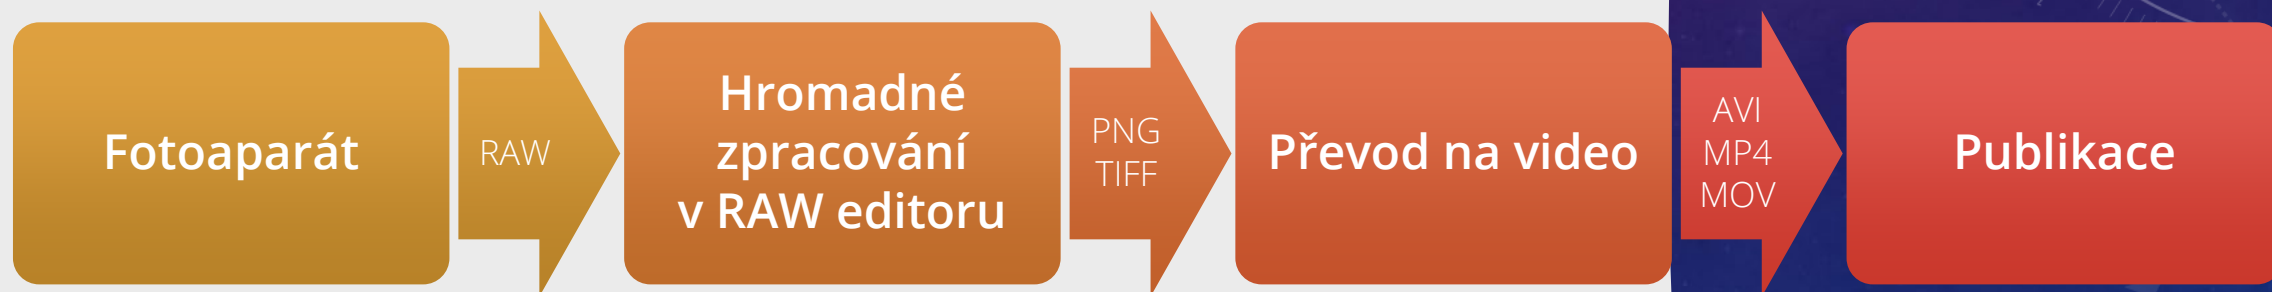 Fotoaparát
RAW
Hromadné
zpracování
v RAW editoru
PNG
TIFF
Převod na video
AVI
MP4
MOV
Publikace